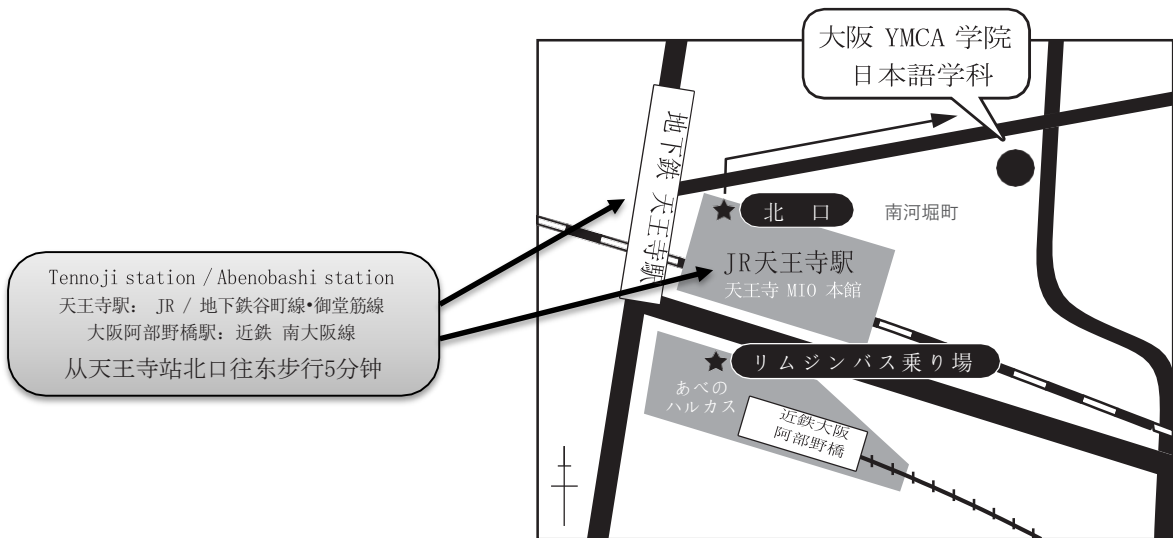 大阪 YMCA 学院
日本語学科
地下鉄 天王寺駅
北 口
南河堀町
JR天王寺駅
天王寺 MIO 本館
Tennoji station / Abenobashi station
天王寺駅： JR / 地下鉄谷町線・御堂筋線
大阪阿部野橋駅：近鉄 南大阪線
从天王寺站北口往东步行5分钟
リムジンバス乗り場
あべの
ハルカス
近鉄大阪
阿部野橋